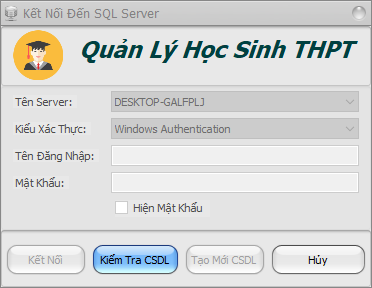 Kết Nối Đến SQL Server
Quản Lý Học Sinh THPT
Tên Server:
DESKTOP-GALFPLJ
Kiểu Xác Thực:
Windows Authentication
Tên Đăng Nhập:
Mật Khẩu:
Hiện Mật Khẩu
Kết Nối
Kiểm Tra CSDL
Tạo Mới CSDL
Hủy